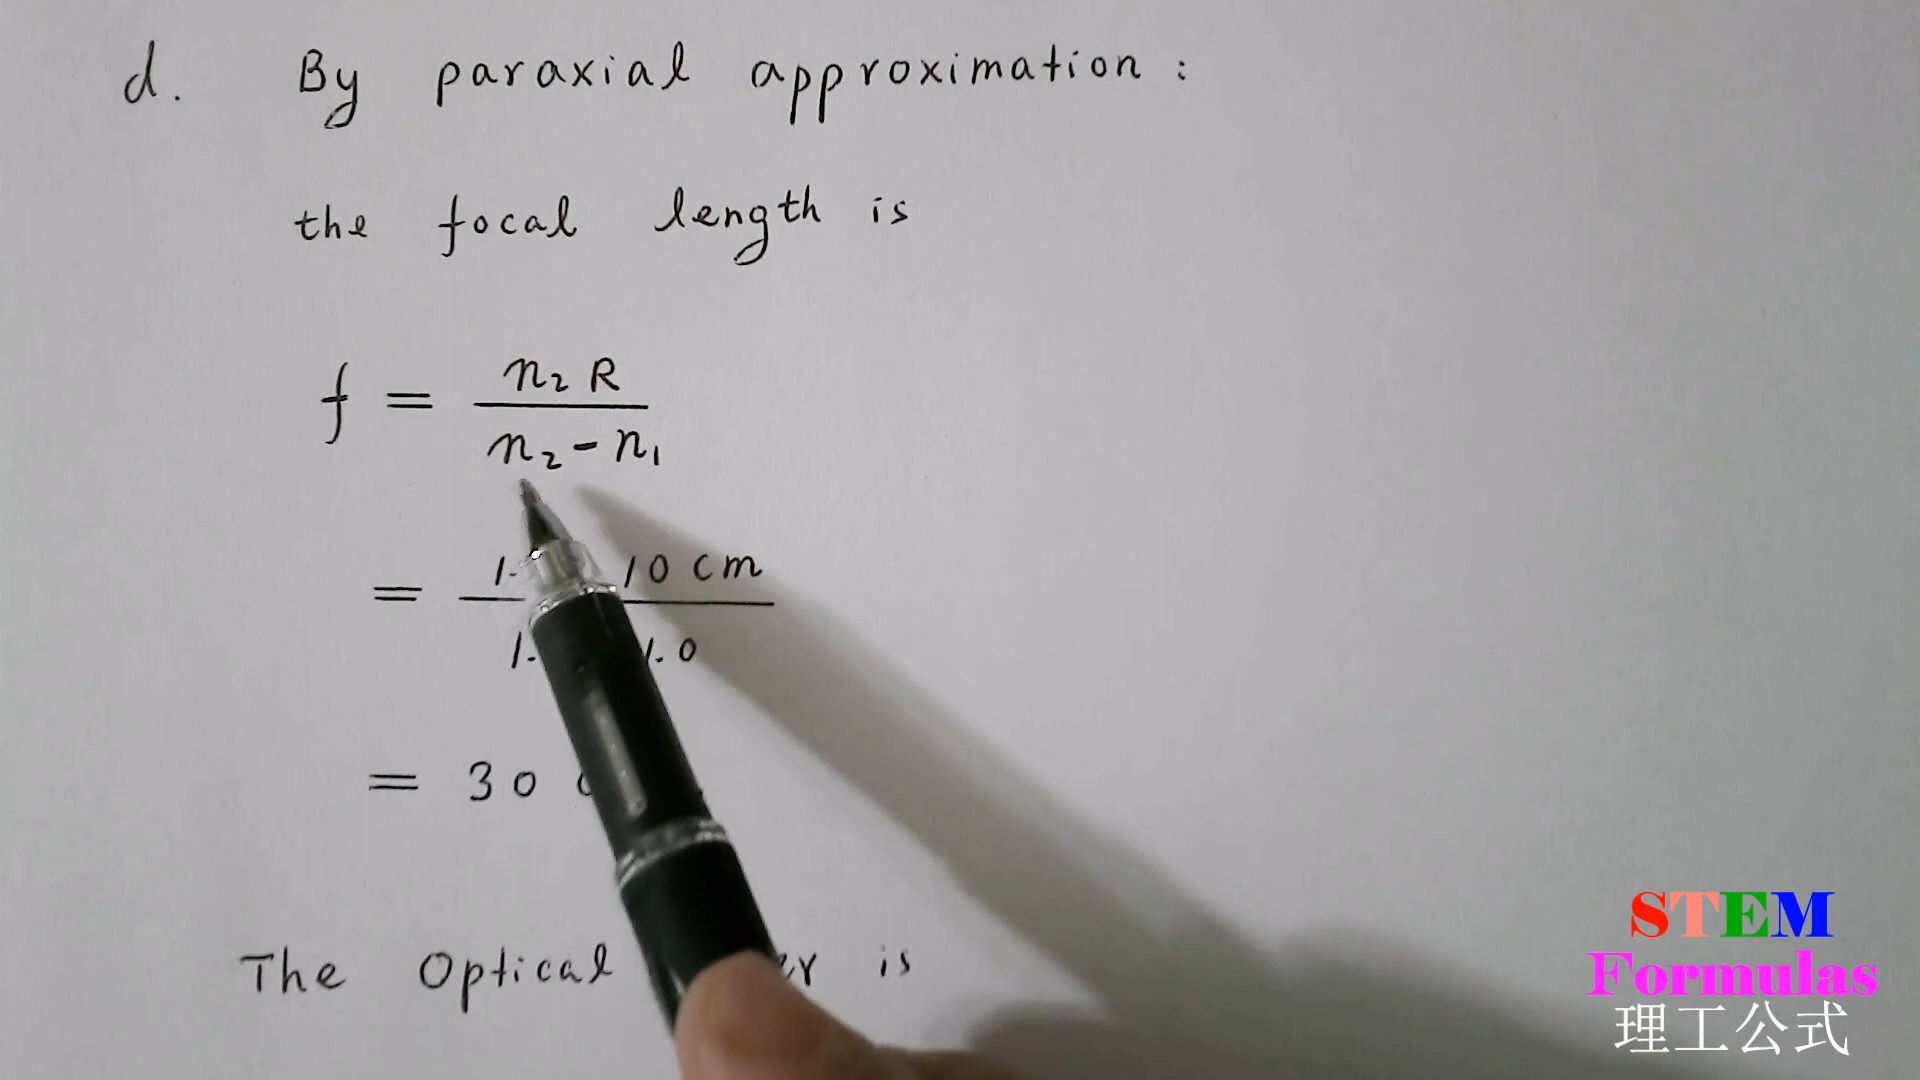 d. By paraxial approximation:
the focal length is
f = n₂ R / n₂ - n₁
= 1. 10 cm / 1. 1.0
= 30
The Optical is
STEM
Formulas
理工公式